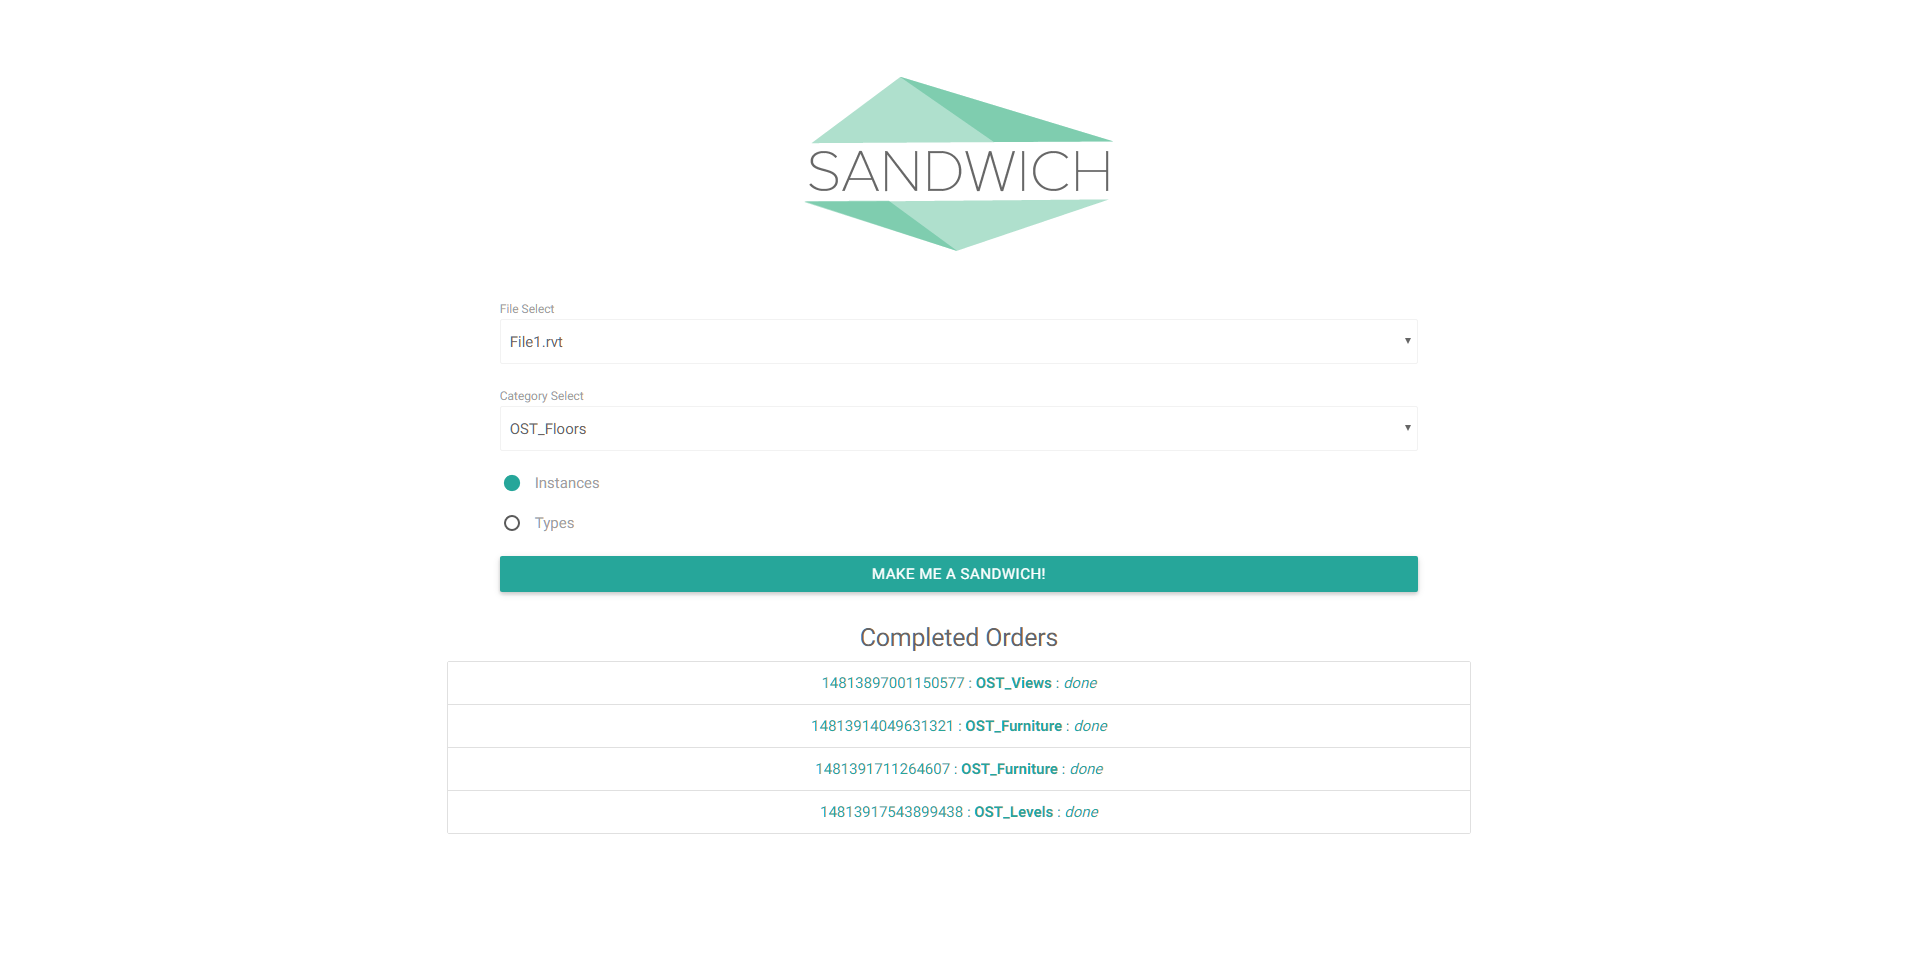 SANDWICH
File Select
File1.rvt
Category Select
OST_Floors
Instances
Types
MAKE ME A SANDWICH!
Completed Orders
14813897001150577 : OST_Views : done
14813914049631321 : OST_Furniture : done
1481391711264607 : OST_Furniture : done
14813917543899438 : OST_Levels : done